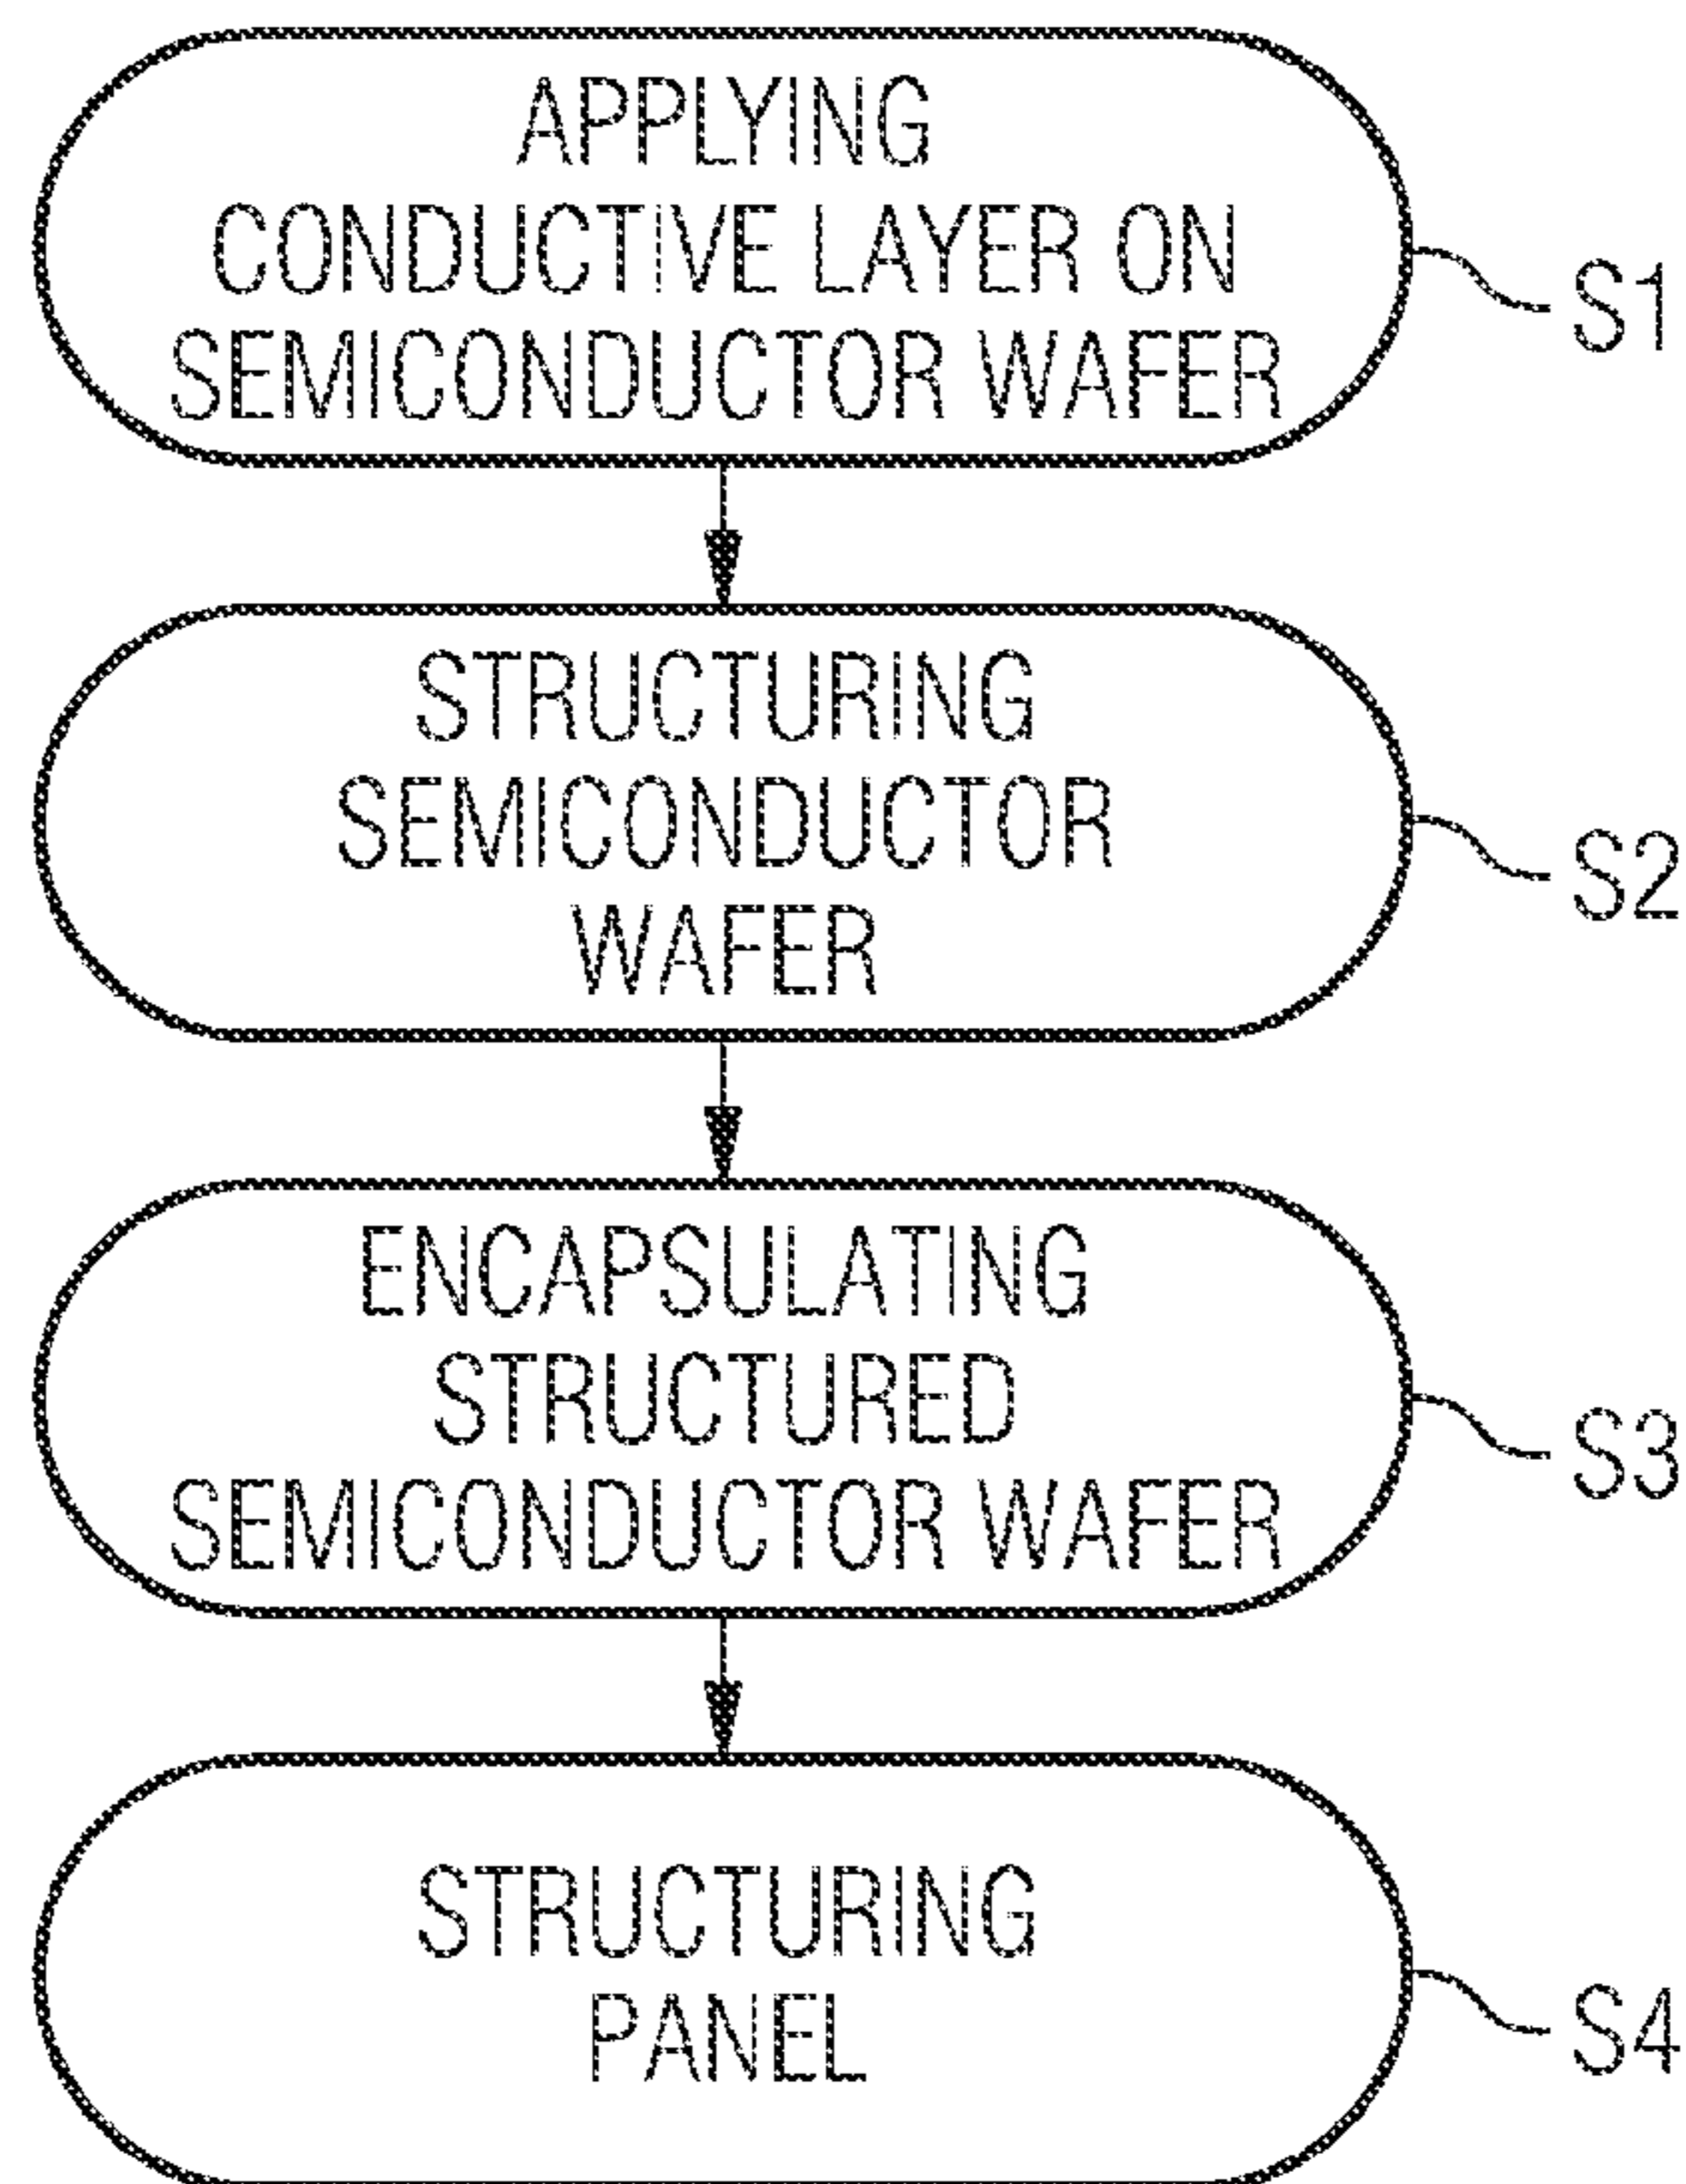 APPLYING
CONDUCTIVE LAYER ON
SEMICONDUCTOR WAFER
S1
STRUCTURING
SEMICONDUCTOR
WAFER
S2
ENCAPSULATING
STRUCTURED
SEMICONDUCTOR WAFER
S3
STRUCTURING
PANEL
S4